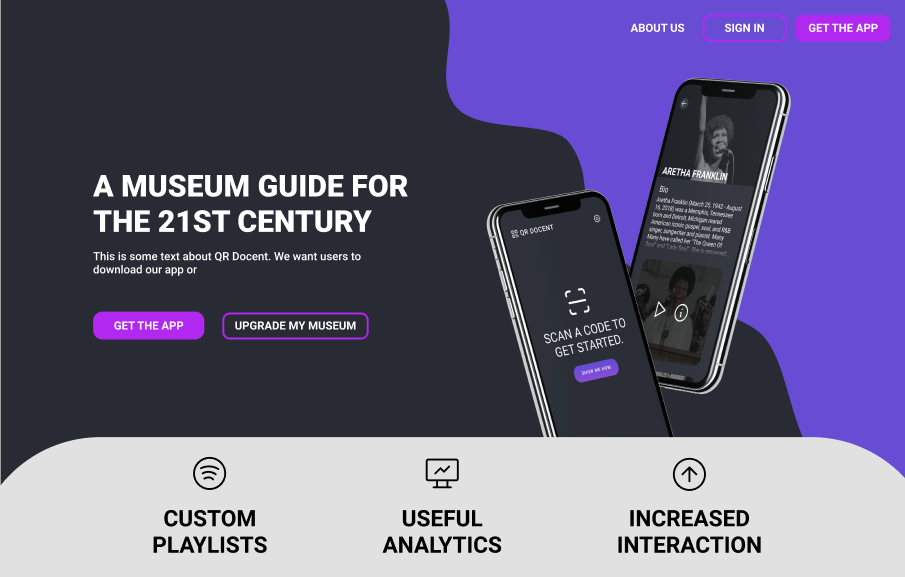 ABOUT US
SIGN IN
GET THE APP
A MUSEUM GUIDE FOR
THE 21ST CENTURY
This is some text about QR Docent. We want users to
download our app or
GET THE APP
UPGRADE MY MUSEUM
QR DOCENT
SCAN A CODE TO
GET STARTED.
SHOW ME HOW
ARETHA FRANKLIN
Bio
Aretha Franklin (March 25, 1942 - August
16, 2018) was a Memphis, Tennessee
born and Detroit, Michigan reared
American iconic gospel, soul, and R&B
singer, songwriter and pianist. Many
Many have called her "The Queen Of
Soul" and "Lady Soul". She is renowned
CUSTOM
PLAYLISTS
USEFUL
ANALYTICS
INCREASED
INTERACTION